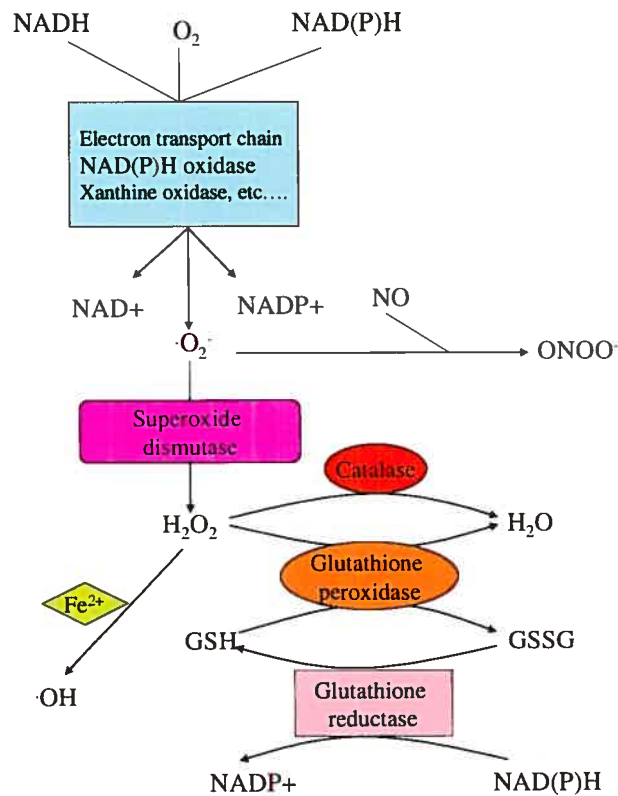 NADH
O₂
NAD(P)H
Electron transport chain
NAD(P)H oxidase
Xanthine oxidase, etc….
NAD+
NADP+
NO
·O₂⁻
ONOO⁻
Superoxide
dismutase
Catalase
H₂O₂
H₂O
Glutathione
peroxidase
Fe²⁺
GSH
GSSG
·OH
Glutathione
reductase
NADP+
NAD(P)H